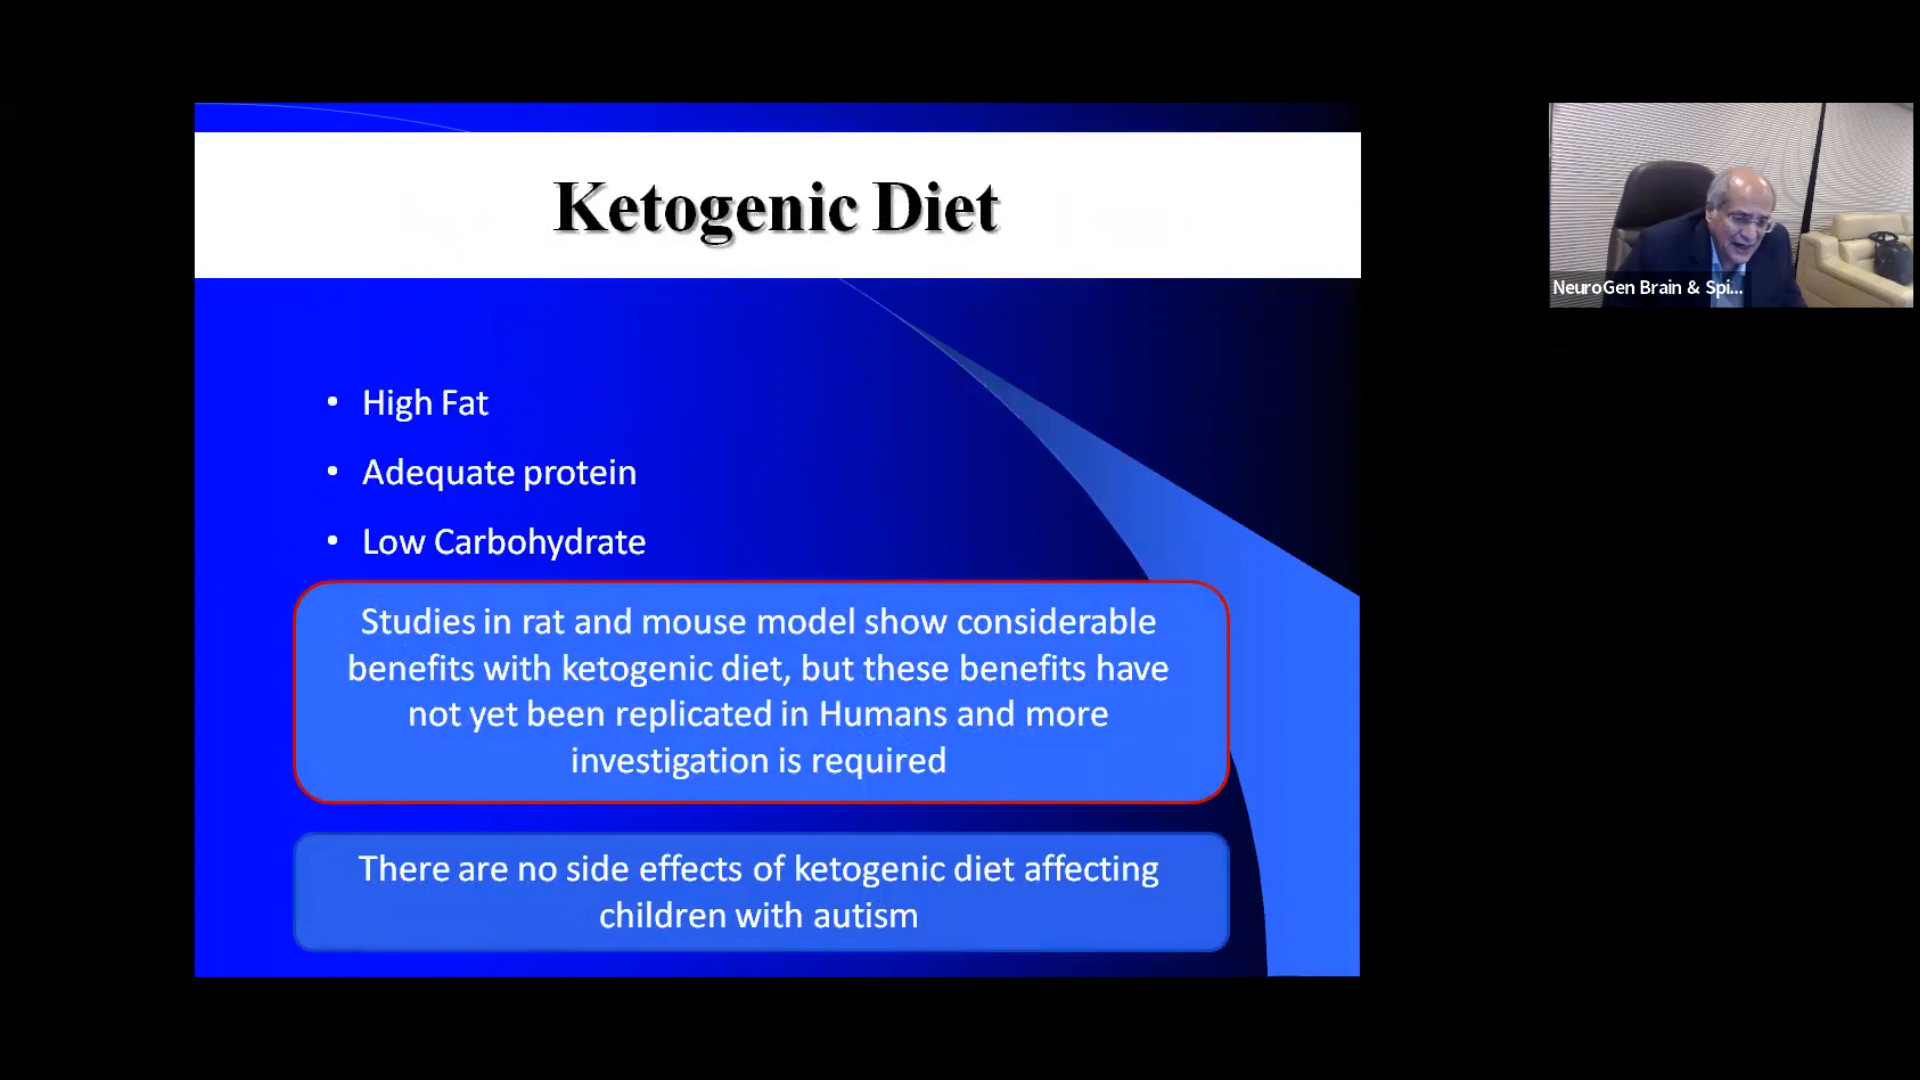 Ketogenic Diet
• High Fat
• Adequate protein
• Low Carbohydrate
Studies in rat and mouse model show considerable
benefits with ketogenic diet, but these benefits have
not yet been replicated in Humans and more
investigation is required
There are no side effects of ketogenic diet affecting
children with autism
NeuroGen Brain & Spi...